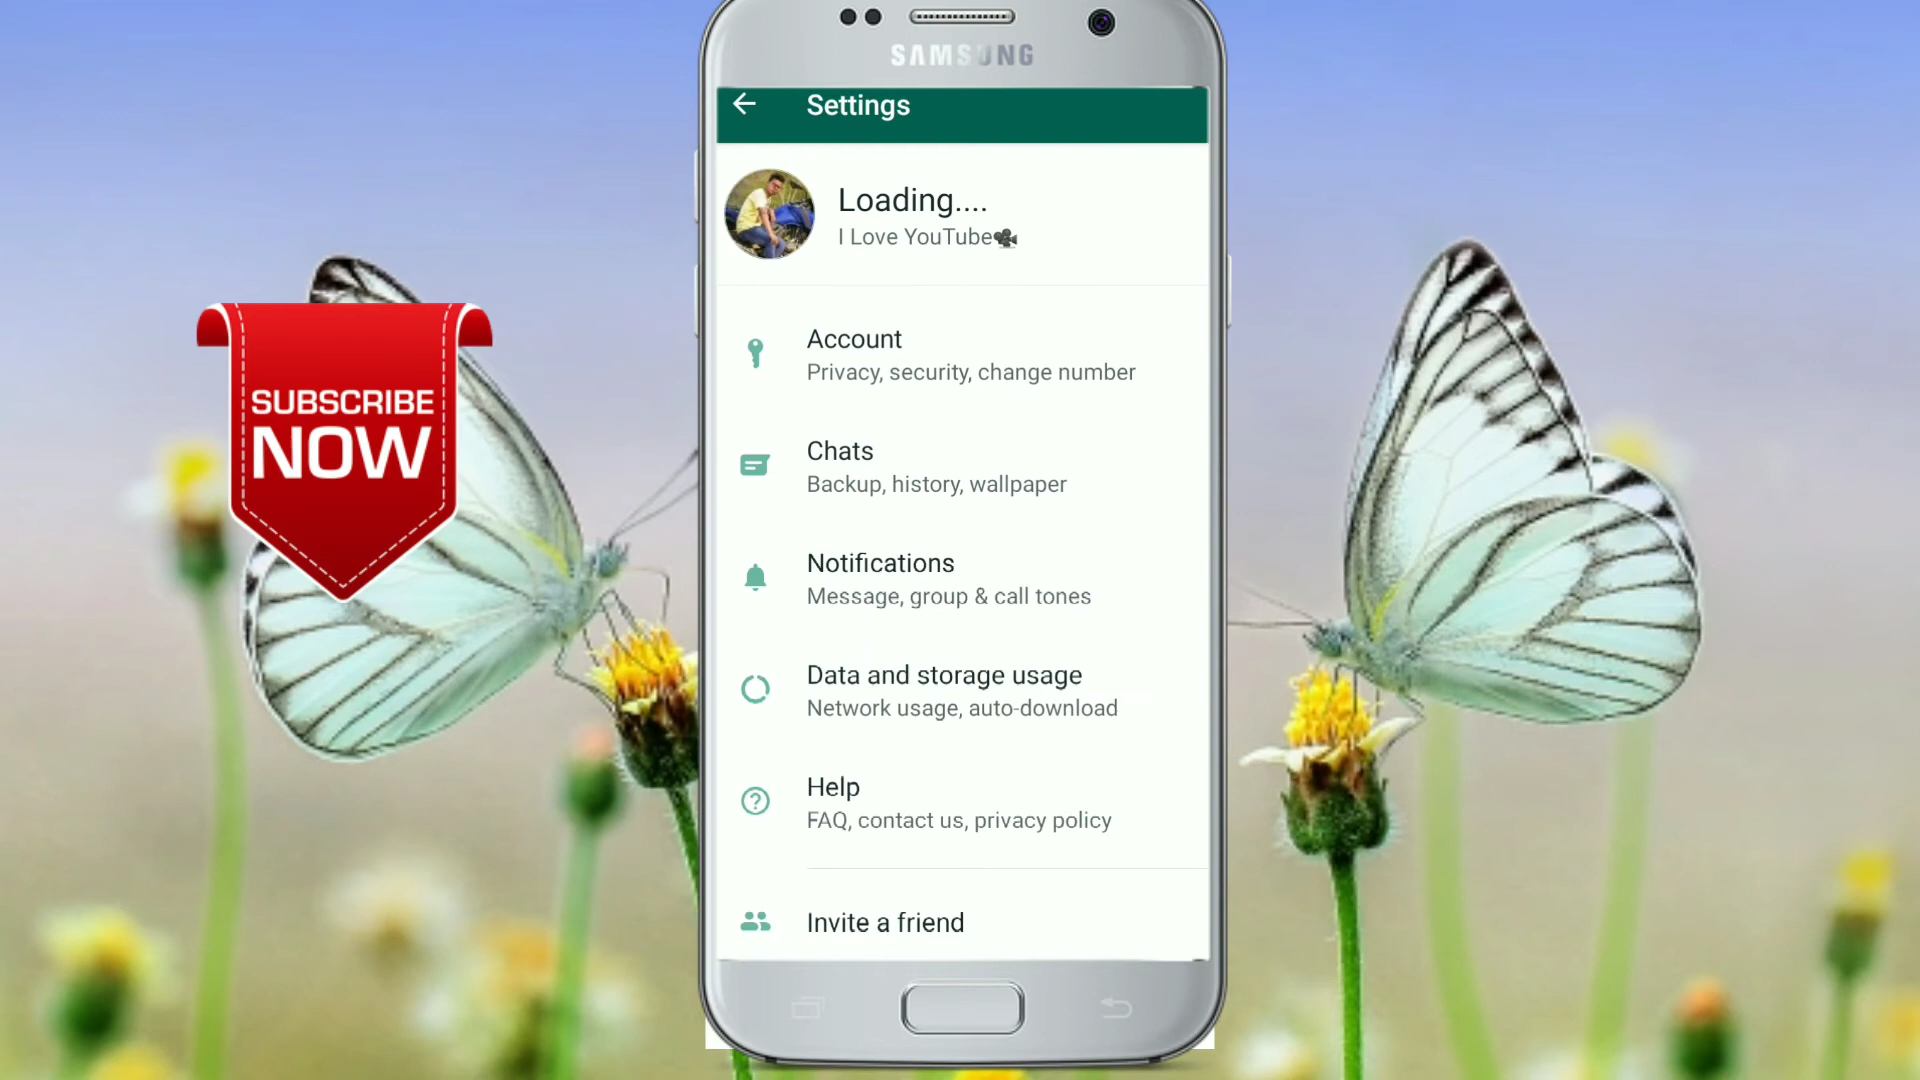 SAMSUNG
Settings
Loading....
I Love YouTube
Account
Privacy, security, change number
Chats
Backup, history, wallpaper
Notifications
Message, group & call tones
Data and storage usage
Network usage, auto-download
Help
FAQ, contact us, privacy policy
Invite a friend
SUBSCRIBE
NOW